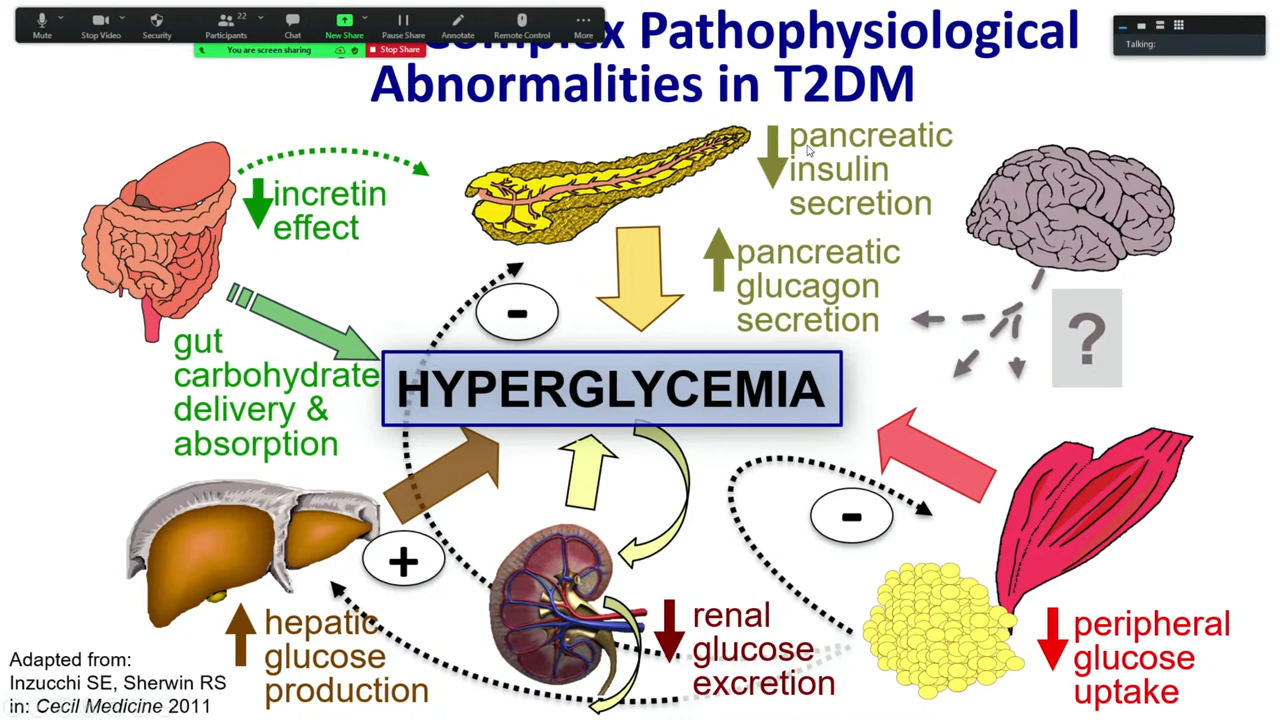 Mute
Stop Video
Security
Participants
22
Chat
New Share
Pause Share
Annotate
Remote Control
More
You are screen sharing
Stop Share
Talking:
Pathophysiological
Abnormalities in T2DM
incretin
effect
pancreatic
insulin
secretion
pancreatic
glucagon
secretion
?
-
gut
carbohydrate
delivery &
absorption
HYPERGLYCEMIA
-
+
hepatic
glucose
production
renal
glucose
excretion
peripheral
glucose
uptake
Adapted from:
Inzucchi SE, Sherwin RS
in: Cecil Medicine 2011